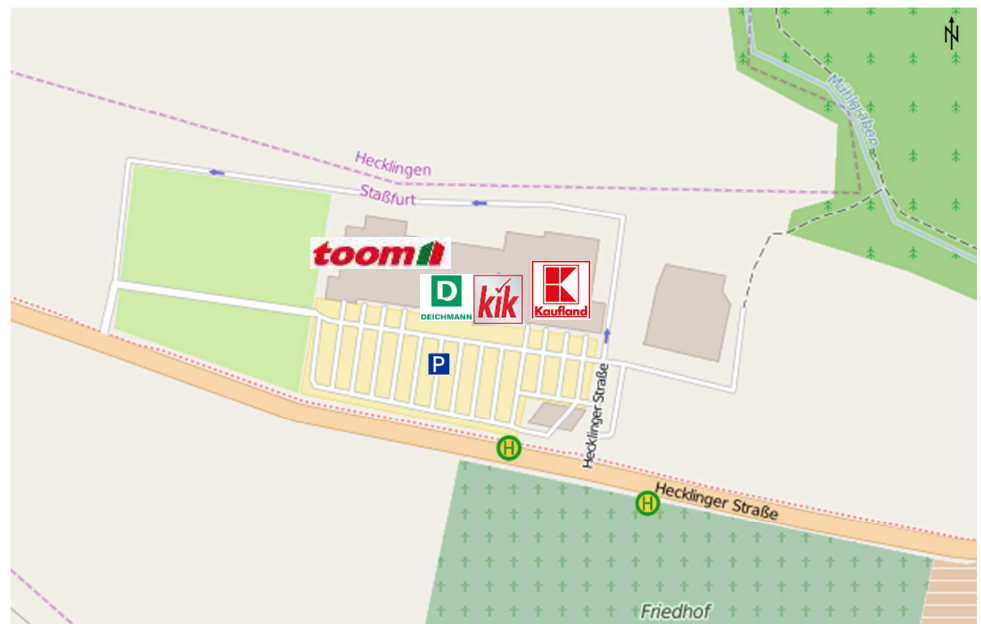 N
Mühlgraben
Hecklingen
Staßfurt
toom
D
DEICHMANN
kik
K
Kaufland
P
Hecklinger Straße
H
H
Hecklinger Straße
Friedhof